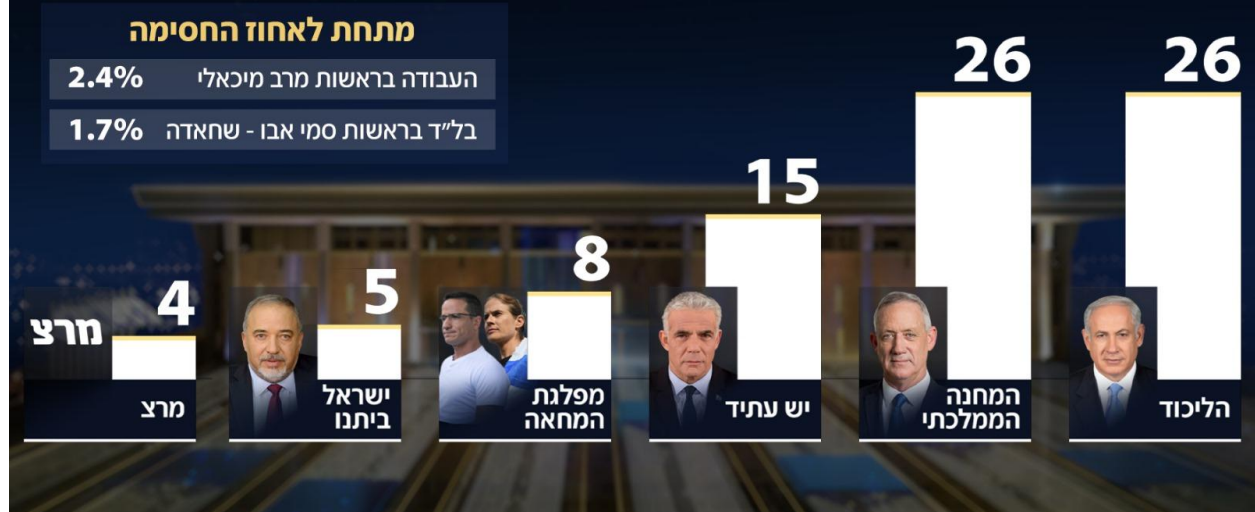 מתחת לאחוז החסימה
העבודה בראשות מרב מיכאלי 2.4%
בל״ד בראשות סמי אבו - שחאדה 1.7%
26
הליכוד
26
המחנה
הממלכתי
15
יש עתיד
8
מפלגת
המחאה
5
ישראל
ביתנו
4
מרצ
מרצ